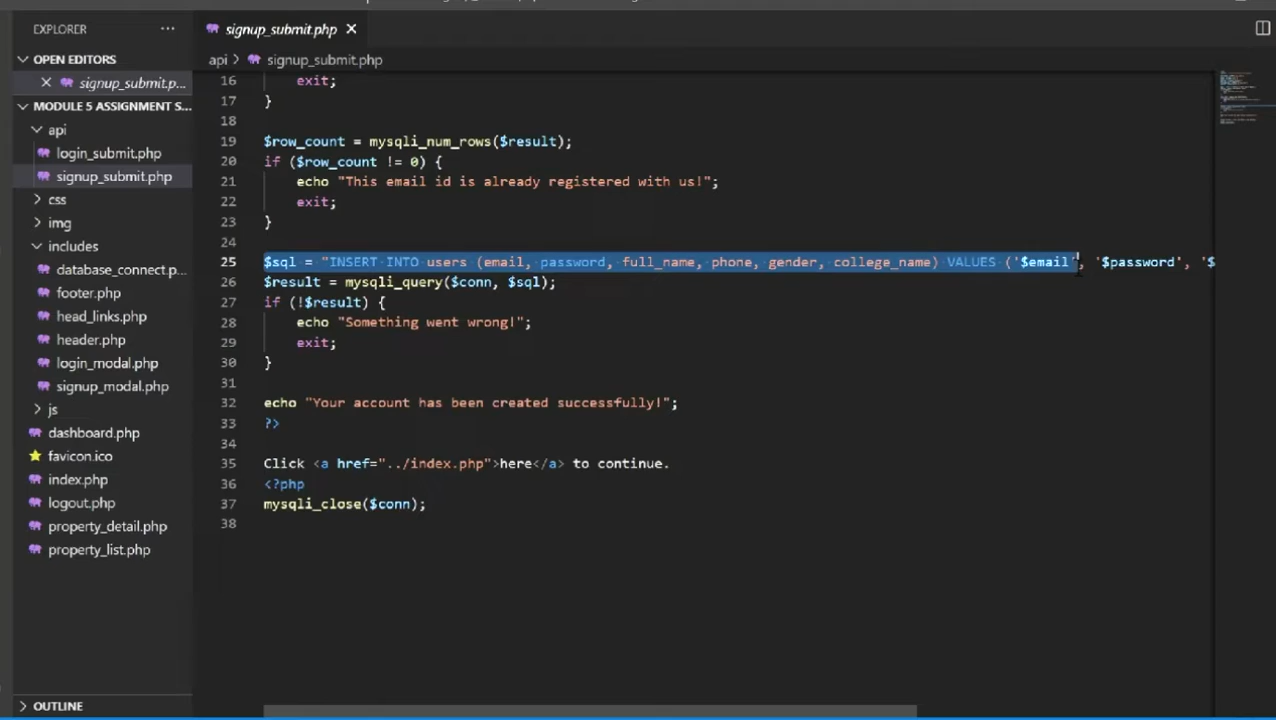 EXPLORER
signup_submit.php
OPEN EDITORS
signup_submit.p...
MODULE 5 ASSIGNMENT S...
api
login_submit.php
signup_submit.php
css
img
includes
database_connect.p...
footer.php
head_links.php
header.php
login_modal.php
signup_modal.php
js
dashboard.php
favicon.ico
index.php
logout.php
property_detail.php
property_list.php
OUTLINE
api > signup_submit.php
16 exit;
17 }
18
19 $row_count = mysqli_num_rows($result);
20 if ($row_count != 0) {
21 echo "This email id is already registered with us!";
22 exit;
23 }
24
25 $sql = "INSERT INTO users (email, password, full_name, phone, gender, college_name) VALUES ('$email', '$password', '$
26 $result = mysqli_query($conn, $sql);
27 if (!$result) {
28 echo "Something went wrong!";
29 exit;
30 }
31
32 echo "Your account has been created successfully!";
33 ?>
34
35 Click <a href="../index.php">here</a> to continue.
36 <?php
37 mysqli_close($conn);
38